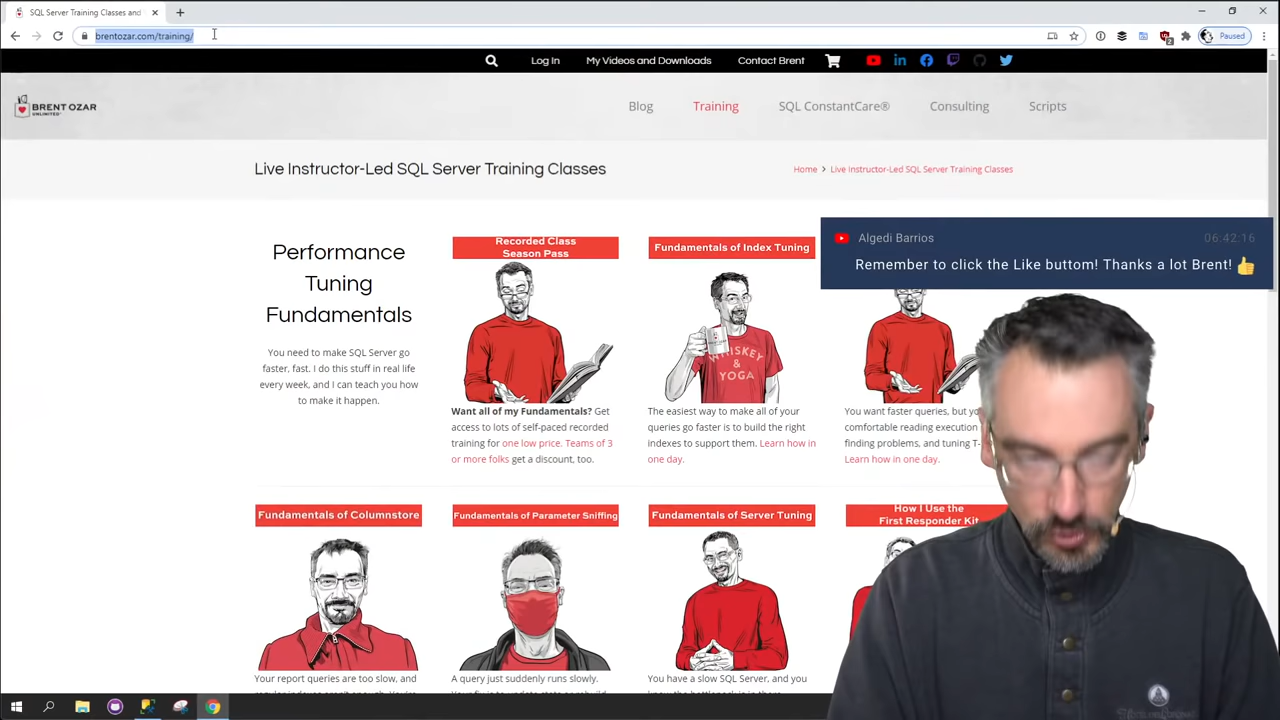 SQL Server Training Classes and
brentozar.com/training/
Paused
Log In
My Videos and Downloads
Contact Brent
BRENT OZAR
UNLIMITED
Blog
Training
SQL ConstantCare®
Consulting
Scripts
Live Instructor-Led SQL Server Training Classes
Home > Live Instructor-Led SQL Server Training Classes
Performance
Tuning
Fundamentals
You need to make SQL Server go
faster, fast. I do this stuff in real life
every week, and I can teach you how
to make it happen.
Recorded Class
Season Pass
Want all of my Fundamentals? Get
access to lots of self-paced recorded
training for one low price. Teams of 3
or more folks get a discount, too.
Fundamentals of Index Tuning
WHISKEY
&
YOGA
The easiest way to make all of your
queries go faster is to build the right
indexes to support them. Learn how in
one day.
Algedi Barrios
06:42:16
Remember to click the Like buttom! Thanks a lot Brent! 👍
You want faster queries, but yo
comfortable reading execution
finding problems, and tuning T-
Learn how in one day.
Fundamentals of Columnstore
Your report queries are too slow, and
Fundamentals of Parameter Sniffing
A query just suddenly runs slowly.
Fundamentals of Server Tuning
You have a slow SQL Server, and you
How I Use the
First Responder Kit